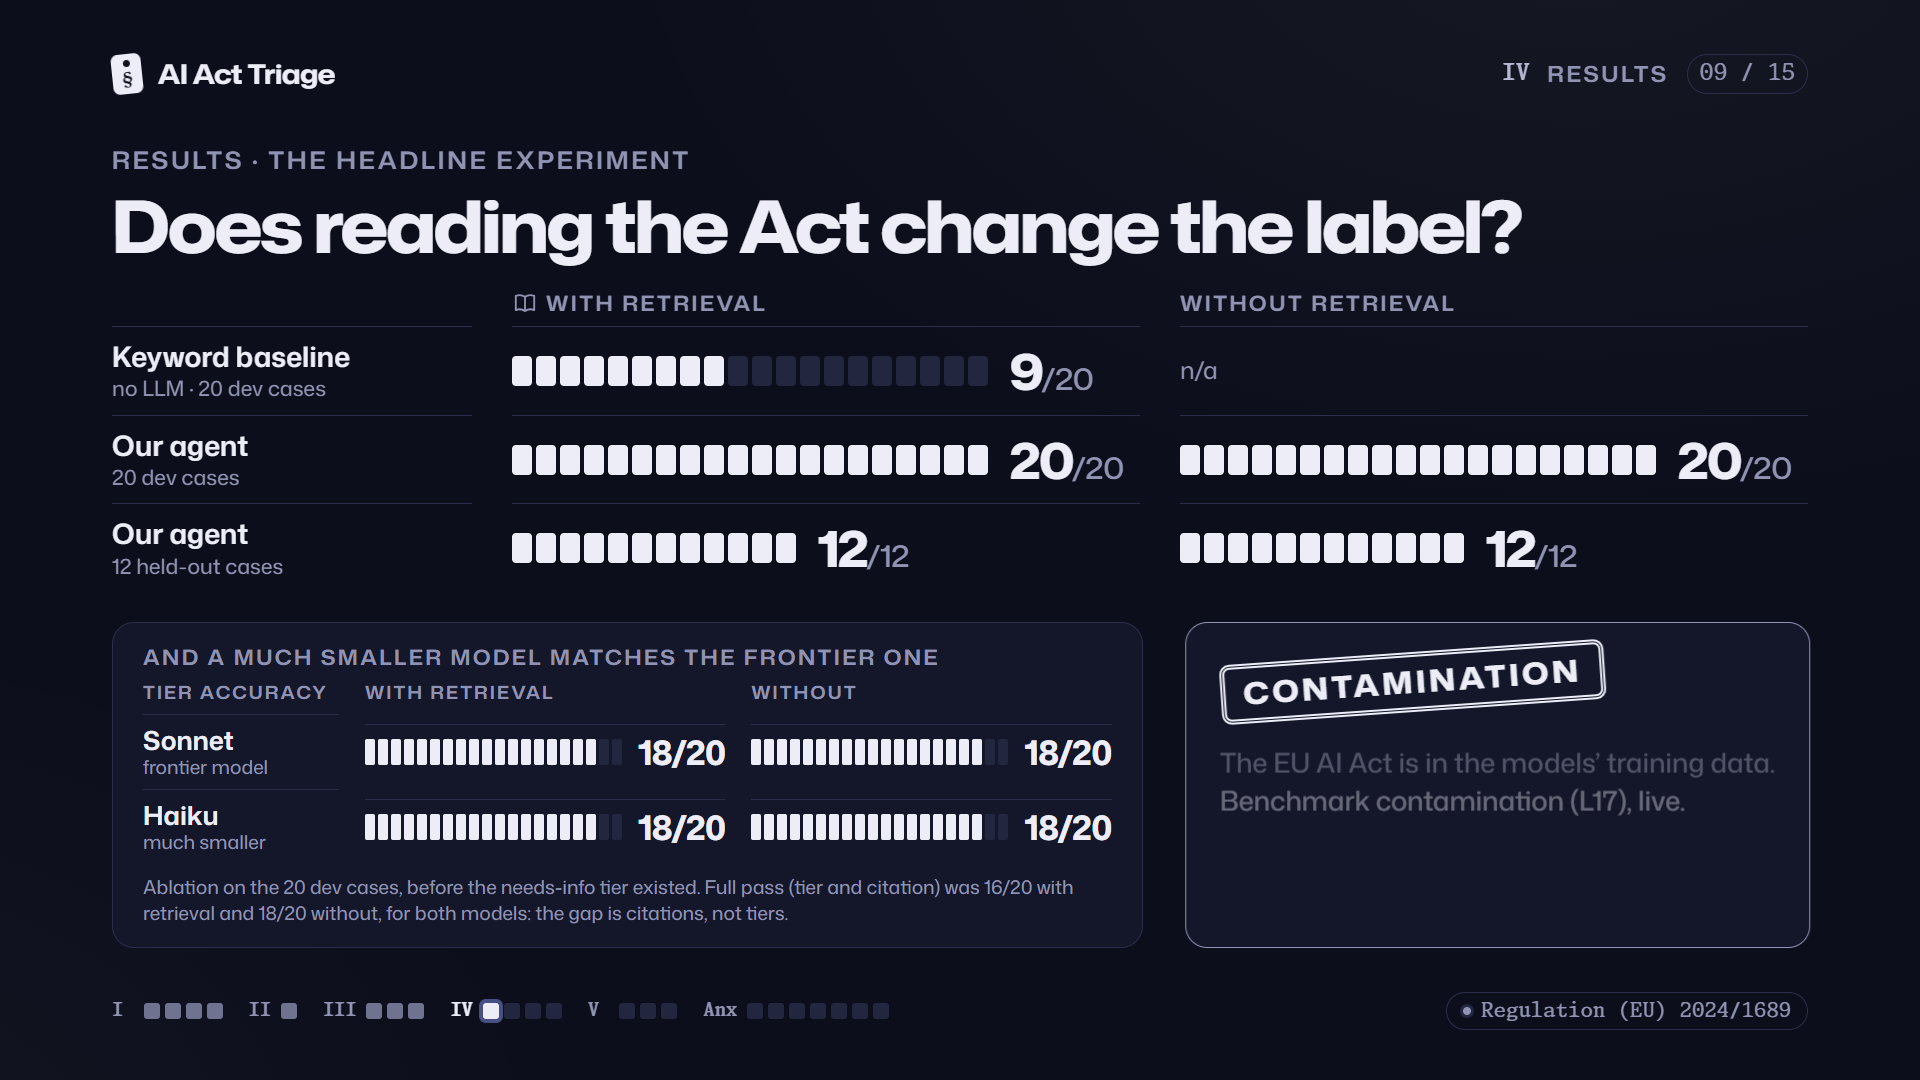 § AI Act Triage
IV RESULTS 09 / 15
RESULTS · THE HEADLINE EXPERIMENT
Does reading the Act change the label?
WITH RETRIEVAL
WITHOUT RETRIEVAL
Keyword baseline
no LLM · 20 dev cases
9/20
n/a
Our agent
20 dev cases
20/20
20/20
Our agent
12 held-out cases
12/12
12/12
AND A MUCH SMALLER MODEL MATCHES THE FRONTIER ONE
TIER ACCURACY
WITH RETRIEVAL
WITHOUT
Sonnet
frontier model
18/20
18/20
Haiku
much smaller
18/20
18/20
Ablation on the 20 dev cases, before the needs-info tier existed. Full pass (tier and citation) was 16/20 with
retrieval and 18/20 without, for both models: the gap is citations, not tiers.
CONTAMINATION
The EU AI Act is in the models’ training data.
Benchmark contamination (L17), live.
I II III IV V Anx
Regulation (EU) 2024/1689